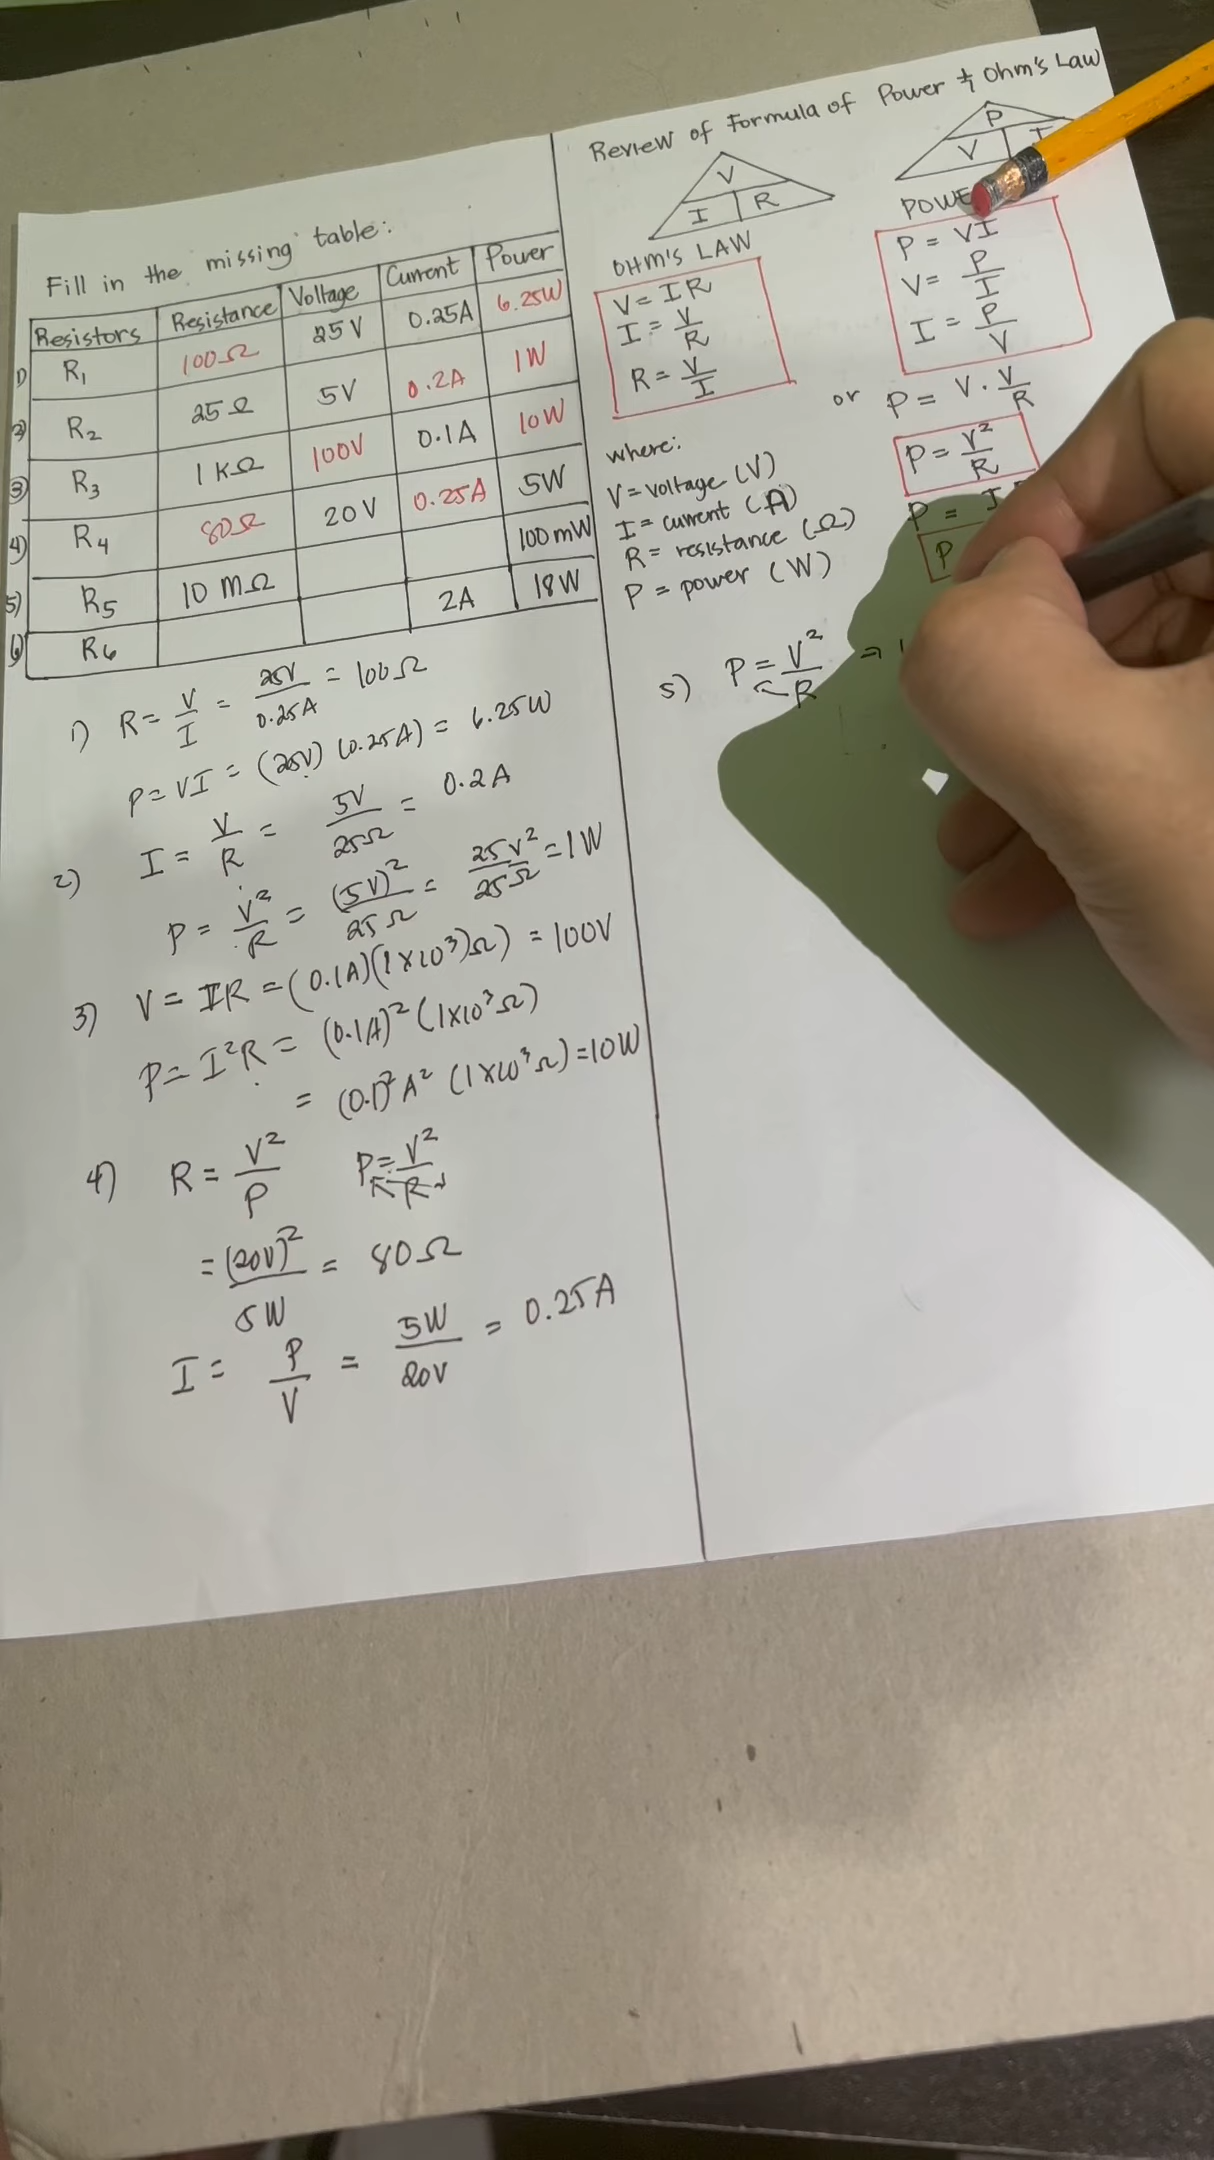 Fill in the missing table:
Resistors Resistance Voltage Current Power
1) R₁ 100Ω 25V 0.25A 6.25W
2) R₂ 25Ω 5V 0.2A 1W
3) R₃ 1KΩ 100V 0.1A 10W
4) R₄ 80Ω 20V 0.25A 5W
5) R₅ 10MΩ 100mW
6) R₆ 2A 18W
1) R = V/I = 25V/0.25A = 100Ω
P = VI = (25V)(0.25A) = 6.25W
2) I = V/R = 5V/25Ω = 0.2A
P = V²/R = (5V)²/25Ω = 25V²/25Ω = 1W
3) V = IR = (0.1A)(1×10³)Ω) = 100V
P = I²R = (0.1A)²(1×10³Ω)
= (0.1)²A² (1×10³Ω) = 10W
4) R = V²/P P = V²/R
= (20V)²/5W = 80Ω
I = P/V = 5W/20V = 0.25A
Review of Formula of Power & Ohm's Law
V
I R
OHM'S LAW
V = IR
I = V/R
R = V/I
where:
V = voltage (V)
I = current (A)
R = resistance (Ω)
P = power (W)
P
V I
POWE
P = VI
V = P/I
I = P/V
or P = V · V/R
P = V²/R
P = I
P
5) P = V²/R ⇒